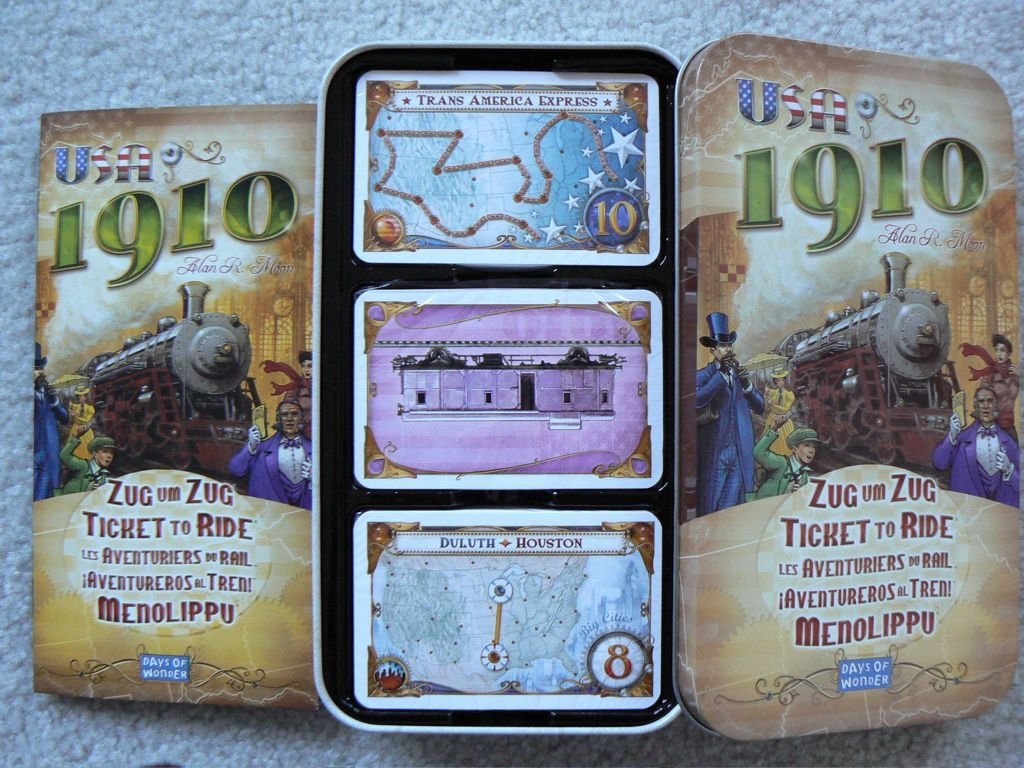 USA
1910
Alan R. Moon
ZUG UM ZUG
TICKET TO RIDE®
LES AVENTURIERS DU RAIL
¡AVENTUREROS AL TREN!
MENOLIPPU
DAYS OF
WONDER
★ TRANS AMERICA EXPRESS ★
10
DULUTH ✦ HOUSTON
Big Cities
8
USA
1910
Alan R. Moon
ZUG UM ZUG
TICKET TO RIDE®
LES AVENTURIERS DU RAIL
¡AVENTUREROS AL TREN!
MENOLIPPU
DAYS OF
WONDER